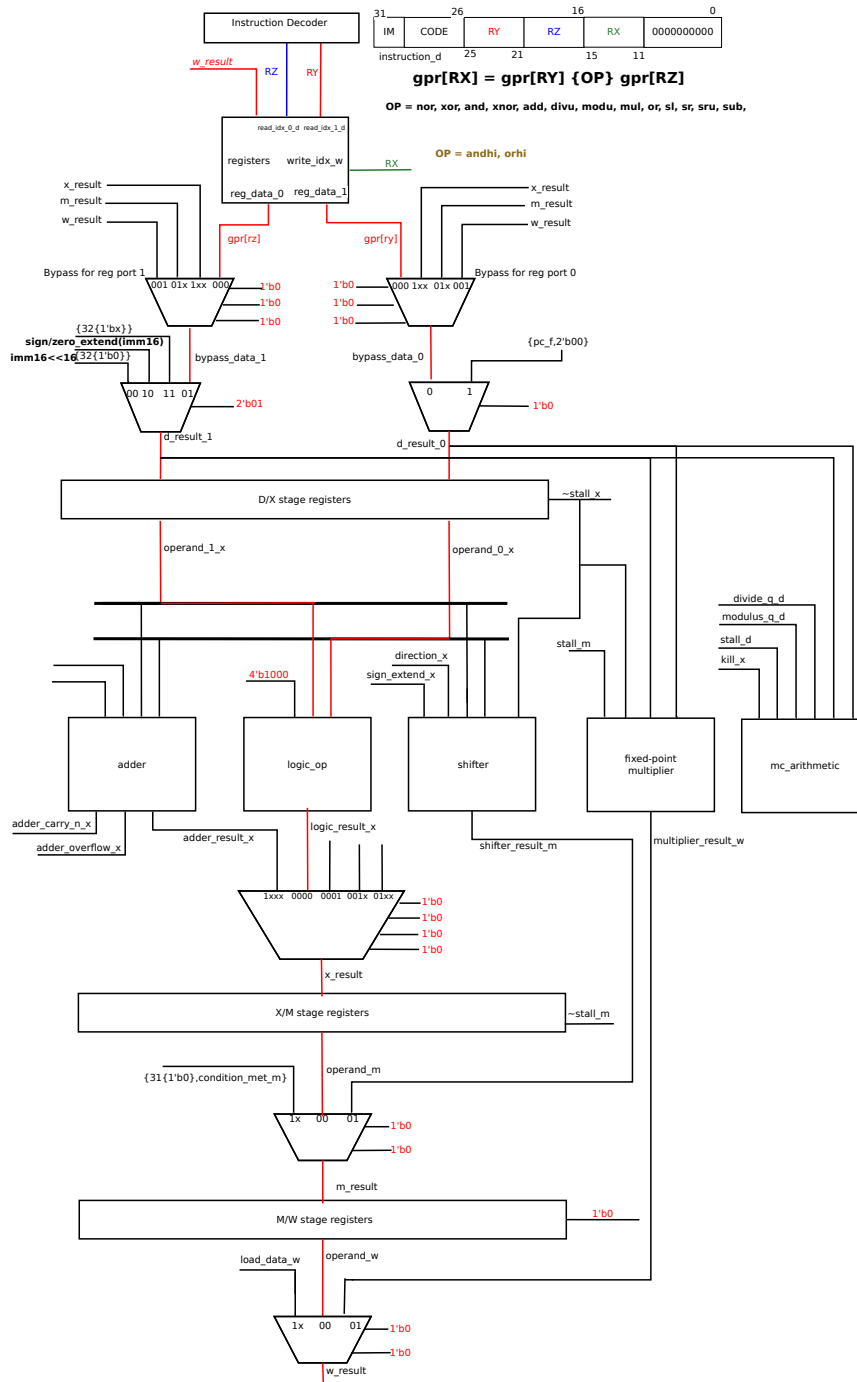 Instruction Decoder
31 26 16 0
IM CODE RY RZ RX 0000000000
instruction_d 25 21 15 11
gpr[RX] = gpr[RY] {OP} gpr[RZ]
OP = nor, xor, and, xnor, add, divu, modu, mul, or, sl, sr, sru, sub,
w_result
RZ RY
read_idx_0_d read_idx_1_d
registers write_idx_w
reg_data_0 reg_data_1
RX
OP = andhi, orhi
x_result
m_result
w_result
gpr[rz]
gpr[ry]
x_result
m_result
w_result
Bypass for reg port 1
001 01x 1xx 000
1'b0
1'b0
1'b0
1'b0
1'b0
1'b0
000 1xx 01x 001
Bypass for reg port 0
{32{1'bx}}
sign/zero_extend(imm16)
imm16<<16
{32{1'b0}}
bypass_data_1
bypass_data_0
{pc_f,2'b00}
00 10 11 01
2'b01
0 1
1'b0
d_result_1
d_result_0
D/X stage registers
~stall_x
operand_1_x
operand_0_x
divide_q_d
modulus_q_d
stall_d
kill_x
direction_x
sign_extend_x
stall_m
4'b1000
adder
logic_op
shifter
fixed-point
multiplier
mc_arithmetic
adder_carry_n_x
adder_overflow_x
adder_result_x
logic_result_x
shifter_result_m
multiplier_result_w
1xxx 0000 0001 001x 01xx
1'b0
1'b0
1'b0
1'b0
x_result
X/M stage registers
~stall_m
operand_m
{31{1'b0},condition_met_m}
1x 00 01
1'b0
1'b0
m_result
M/W stage registers
1'b0
operand_w
load_data_w
1x 00 01
1'b0
1'b0
w_result